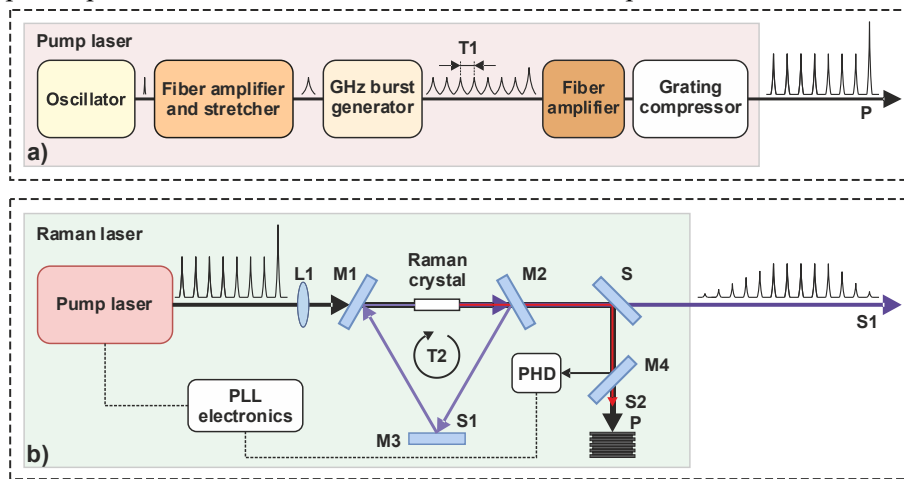 Pump laser
T1
Oscillator
Fiber amplifier
and stretcher
GHz burst
generator
Fiber
amplifier
Grating
compressor
P
a)
Raman laser
Pump laser
L1
M1
Raman
crystal
M2
S
S1
T2
PHD
M4
S2
P
PLL
electronics
M3
S1
b)